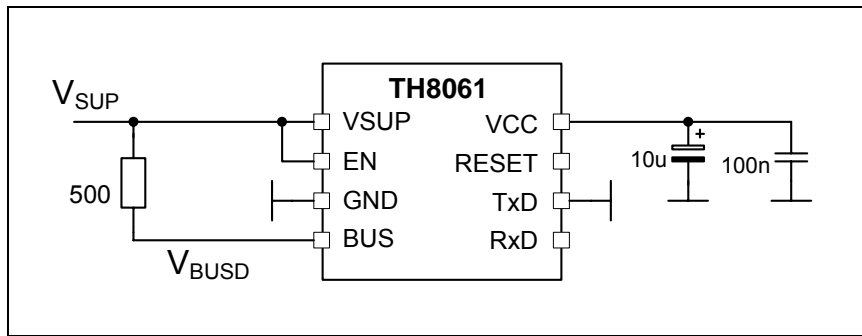 TH8061
VSUP
VSUP
VCC
EN
RESET
10u
+
100n
500
GND
TxD
BUS
RxD
VBUSD